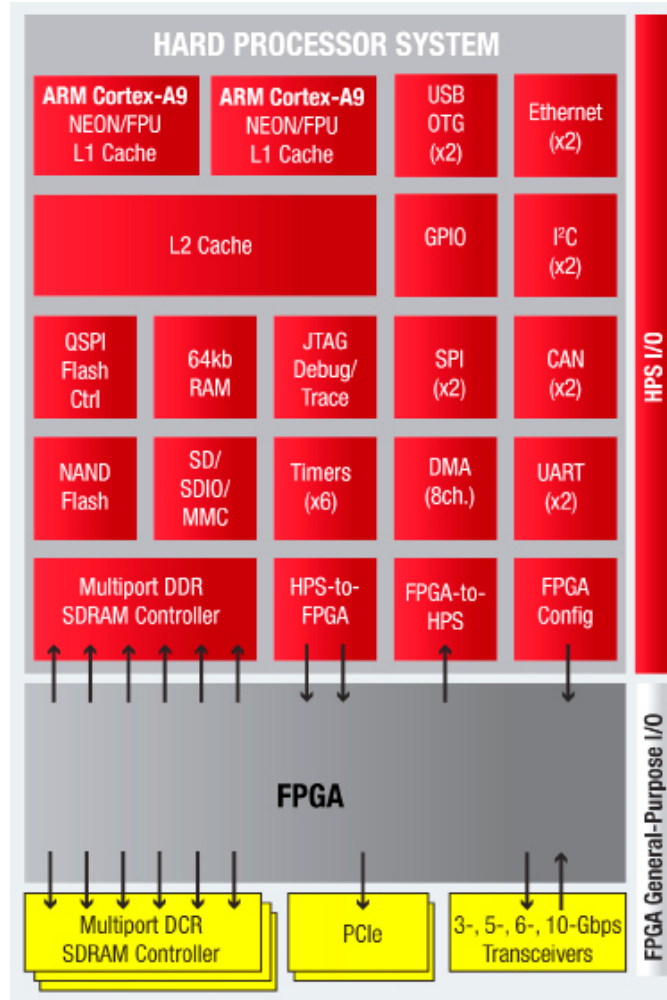 HARD PROCESSOR SYSTEM
ARM Cortex-A9
NEON/FPU
L1 Cache
ARM Cortex-A9
NEON/FPU
L1 Cache
USB
OTG
(x2)
Ethernet
(x2)
L2 Cache
GPIO
I²C
(x2)
QSPI
Flash
Ctrl
64kb
RAM
JTAG
Debug/
Trace
SPI
(x2)
CAN
(x2)
NAND
Flash
SD/
SDIO/
MMC
Timers
(x6)
DMA
(8ch.)
UART
(x2)
Multiport DDR
SDRAM Controller
HPS-to-
FPGA
FPGA-to-
HPS
FPGA
Config
HPS I/O
FPGA
FPGA General-Purpose I/O
Multiport DCR
SDRAM Controller
PCIe
3-, 5-, 6-, 10-Gbps
Transceivers